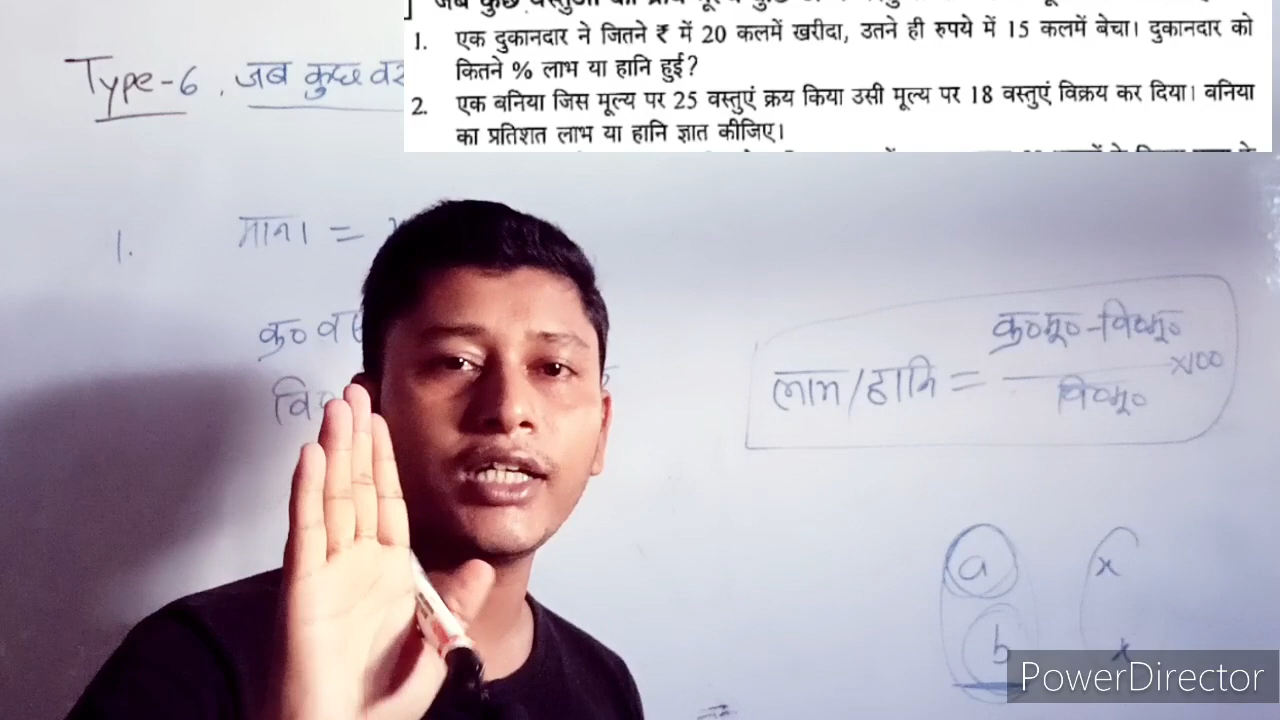 1. एक दुकानदार ने जितने ₹ में 20 कलमें खरीदा, उतने ही रुपये में 15 कलमें बेचा। दुकानदार को
कितने % लाभ या हानि हुई?
2. एक बनिया जिस मूल्य पर 25 वस्तुएं क्रय किया उसी मूल्य पर 18 वस्तुएं विक्रय कर दिया। बनिया
का प्रतिशत लाभ या हानि ज्ञात कीजिए।
Type-6. जब कुछ
1. माना =
क्र०
क्र०मू० - वि०मू०
लाभ/हानि = ×100
वि०मू०
a x
b x
PowerDirector